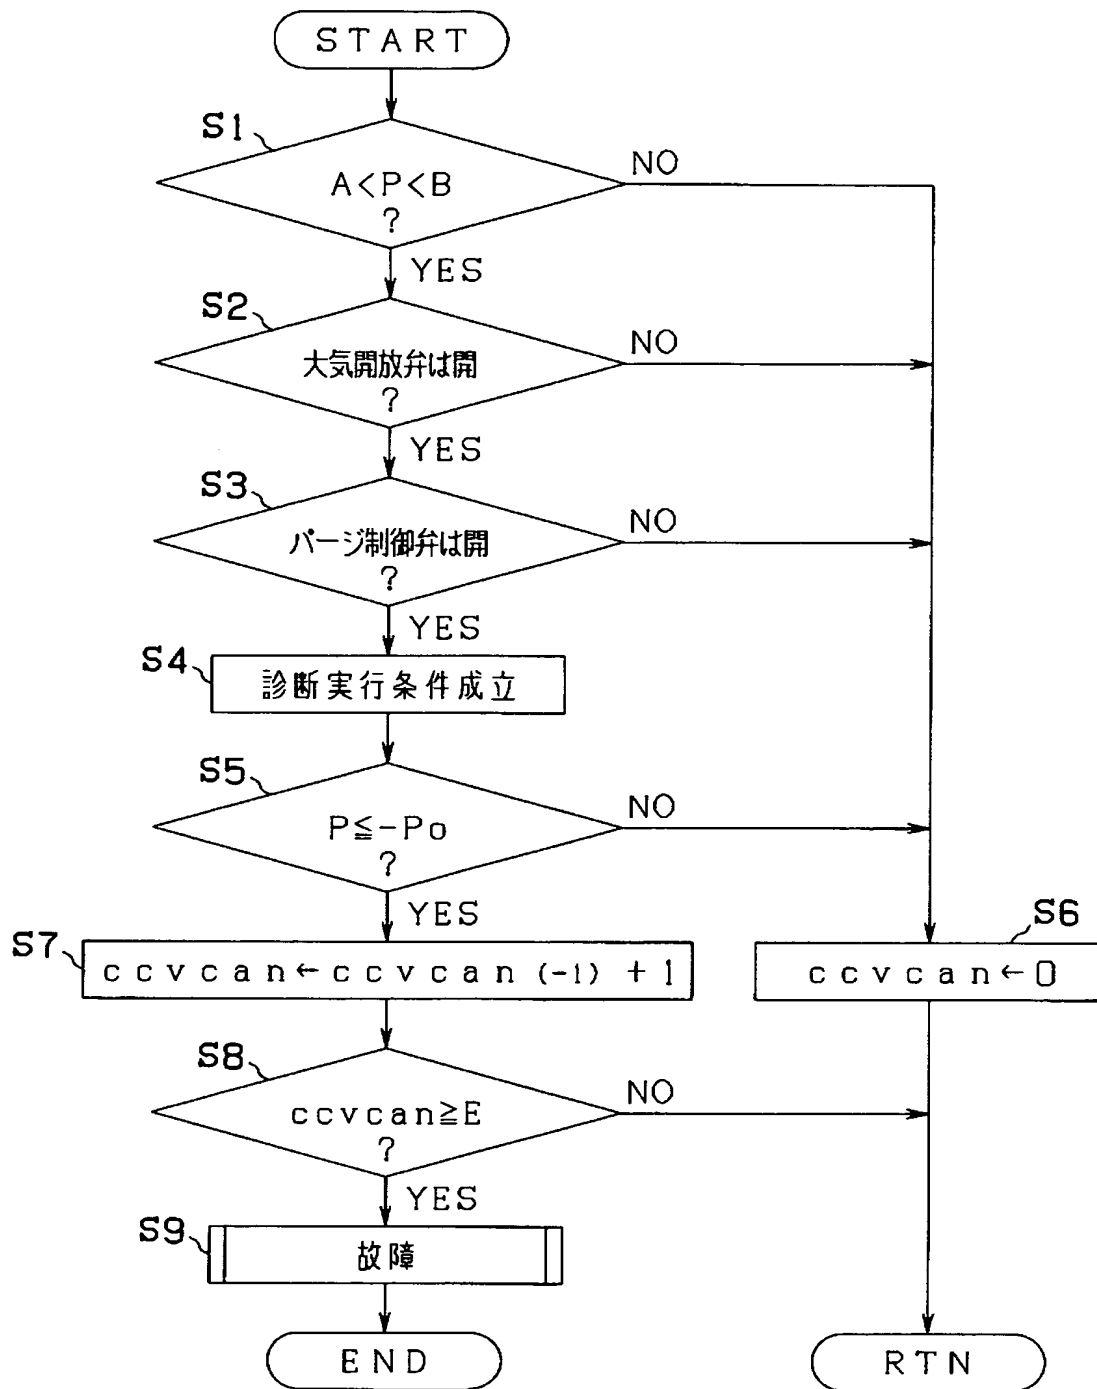 START
S1
A<P<B
?
NO
YES
S2
大気開放弁は開
?
NO
YES
S3
パージ制御弁は開
?
NO
YES
S4
診断実行条件成立
S5
P≦-Po
?
NO
YES
S7
ccvcan←ccvcan(-1)+1
S6
ccvcan←0
S8
ccvcan≧E
?
NO
YES
S9
故障
END
RTN